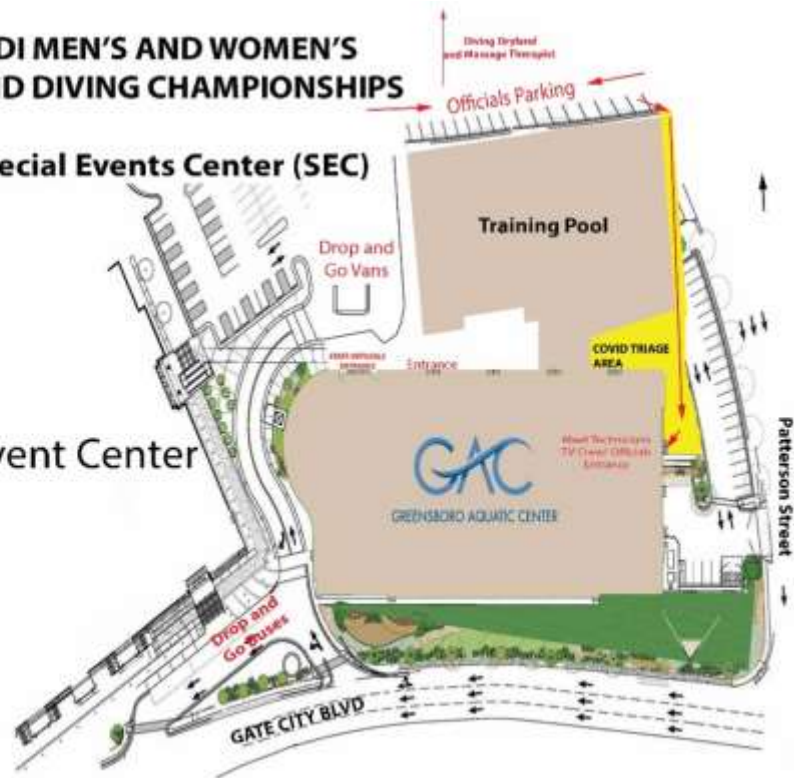 DI MEN'S AND WOMEN'S
ND DIVING CHAMPIONSHIPS
Diving Dryland
and Massage Therapist
Officials Parking
ecial Events Center (SEC)
Training Pool
Drop and
Go Vans
COVID TRIAGE
AREA
Entrance
vent Center
GAC
GREENSBORO AQUATIC CENTER
Meet Technicians
TV Crew/ Officials
Entrance
Patterson Street
Drop and
Go Buses
GATE CITY BLVD